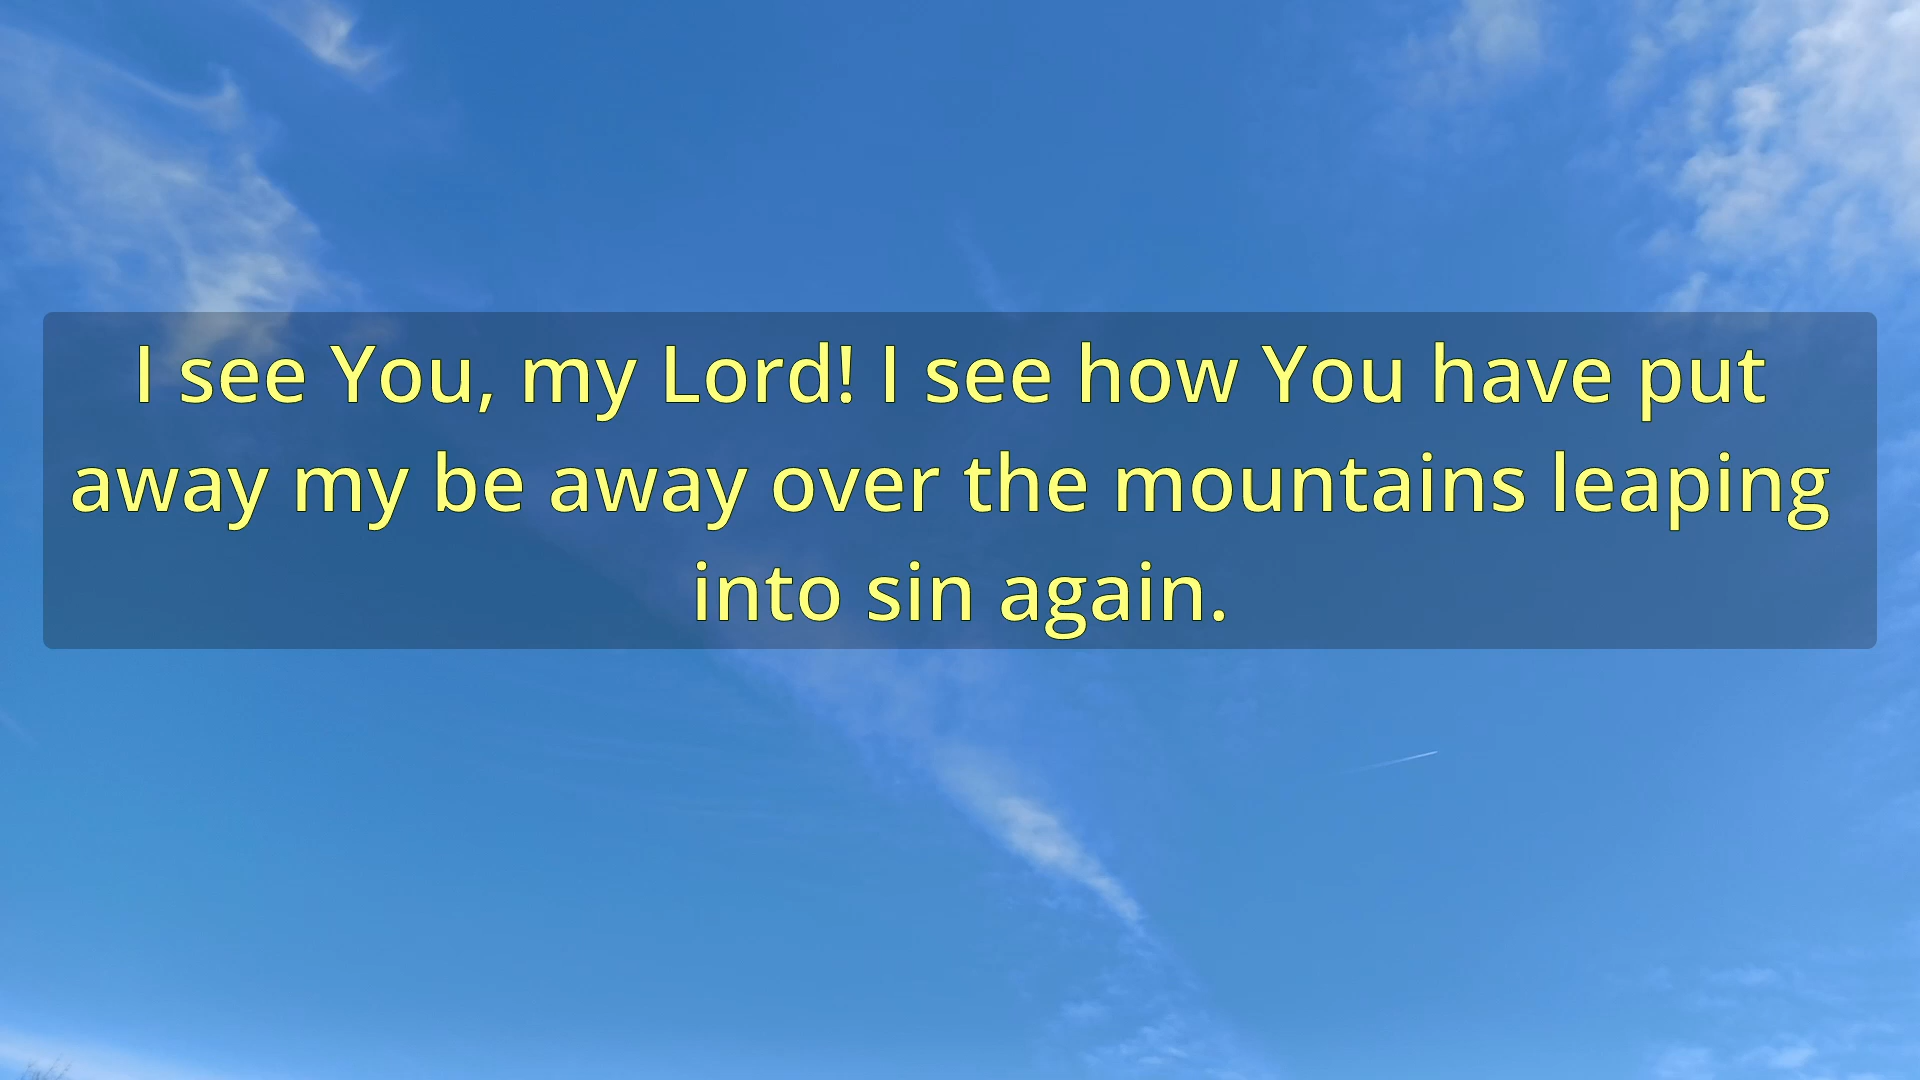 I see You, my Lord! I see how You have put
away my be away over the mountains leaping
into sin again.